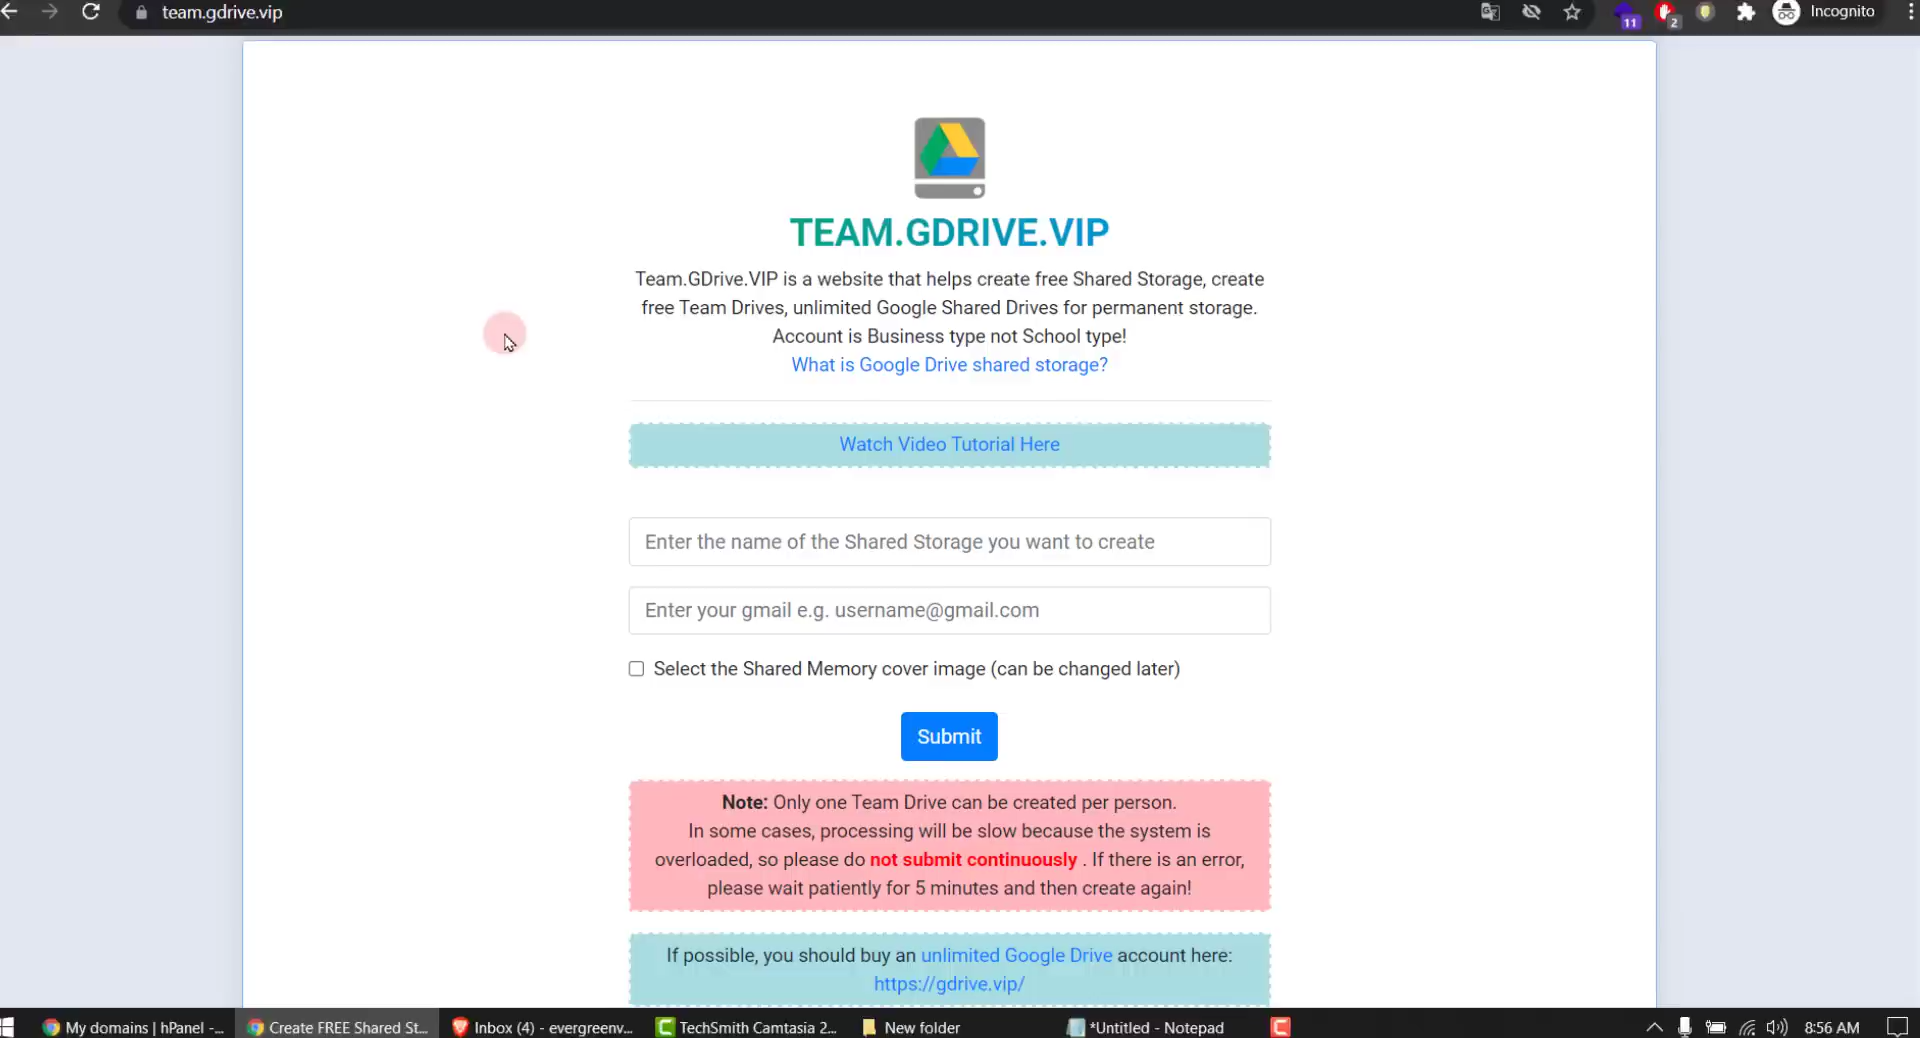 team.gdrive.vip
11
2
Incognito
TEAM.GDRIVE.VIP
Team.GDrive.VIP is a website that helps create free Shared Storage, create
free Team Drives, unlimited Google Shared Drives for permanent storage.
Account is Business type not School type!
What is Google Drive shared storage?
Watch Video Tutorial Here
Enter the name of the Shared Storage you want to create
Enter your gmail e.g. username@gmail.com
Select the Shared Memory cover image (can be changed later)
Submit
Note: Only one Team Drive can be created per person.
In some cases, processing will be slow because the system is
overloaded, so please do not submit continuously . If there is an error,
please wait patiently for 5 minutes and then create again!
If possible, you should buy an unlimited Google Drive account here:
https://gdrive.vip/
My domains | hPanel -...
Create FREE Shared St...
Inbox (4) - evergreenv...
TechSmith Camtasia 2...
New folder
*Untitled - Notepad
8:56 AM